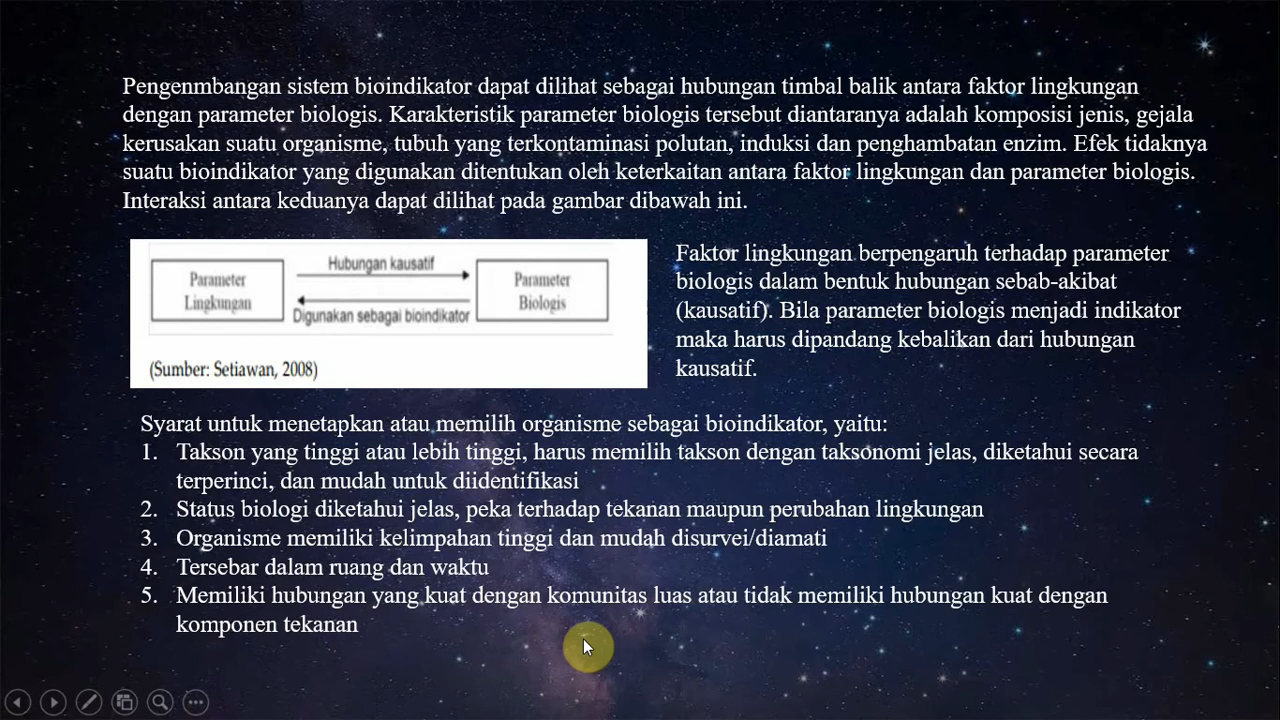 Pengenmbangan sistem bioindikator dapat dilihat sebagai hubungan timbal balik antara faktor lingkungan
dengan parameter biologis. Karakteristik parameter biologis tersebut diantaranya adalah komposisi jenis, gejala
kerusakan suatu organisme, tubuh yang terkontaminasi polutan, induksi dan penghambatan enzim. Efek tidaknya
suatu bioindikator yang digunakan ditentukan oleh keterkaitan antara faktor lingkungan dan parameter biologis.
Interaksi antara keduanya dapat dilihat pada gambar dibawah ini.
Parameter
Lingkungan
Hubungan kausatif
Digunakan sebagai bioindikator
Parameter
Biologis
(Sumber: Setiawan, 2008)
Faktor lingkungan berpengaruh terhadap parameter
biologis dalam bentuk hubungan sebab-akibat
(kausatif). Bila parameter biologis menjadi indikator
maka harus dipandang kebalikan dari hubungan
kausatif.
Syarat untuk menetapkan atau memilih organisme sebagai bioindikator, yaitu:
1. Takson yang tinggi atau lebih tinggi, harus memilih takson dengan taksonomi jelas, diketahui secara
terperinci, dan mudah untuk diidentifikasi
2. Status biologi diketahui jelas, peka terhadap tekanan maupun perubahan lingkungan
3. Organisme memiliki kelimpahan tinggi dan mudah disurvei/diamati
4. Tersebar dalam ruang dan waktu
5. Memiliki hubungan yang kuat dengan komunitas luas atau tidak memiliki hubungan kuat dengan
komponen tekanan